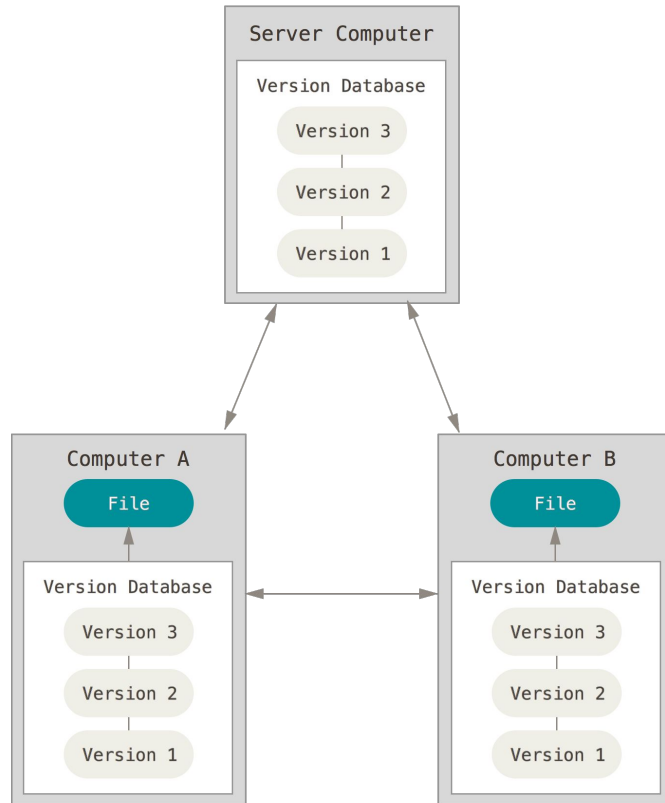 Server Computer
Version Database
Version 3
Version 2
Version 1
Computer A
File
Version Database
Version 3
Version 2
Version 1
Computer B
File
Version Database
Version 3
Version 2
Version 1